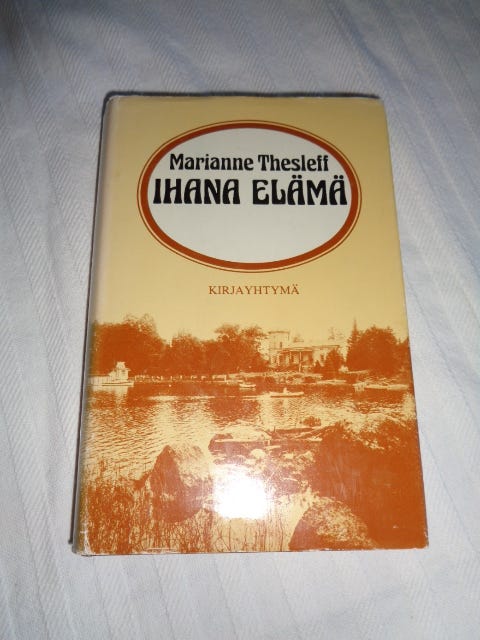 Marianne Thesleff
IHANA ELÄMÄ
KIRJAYHTYMÄ